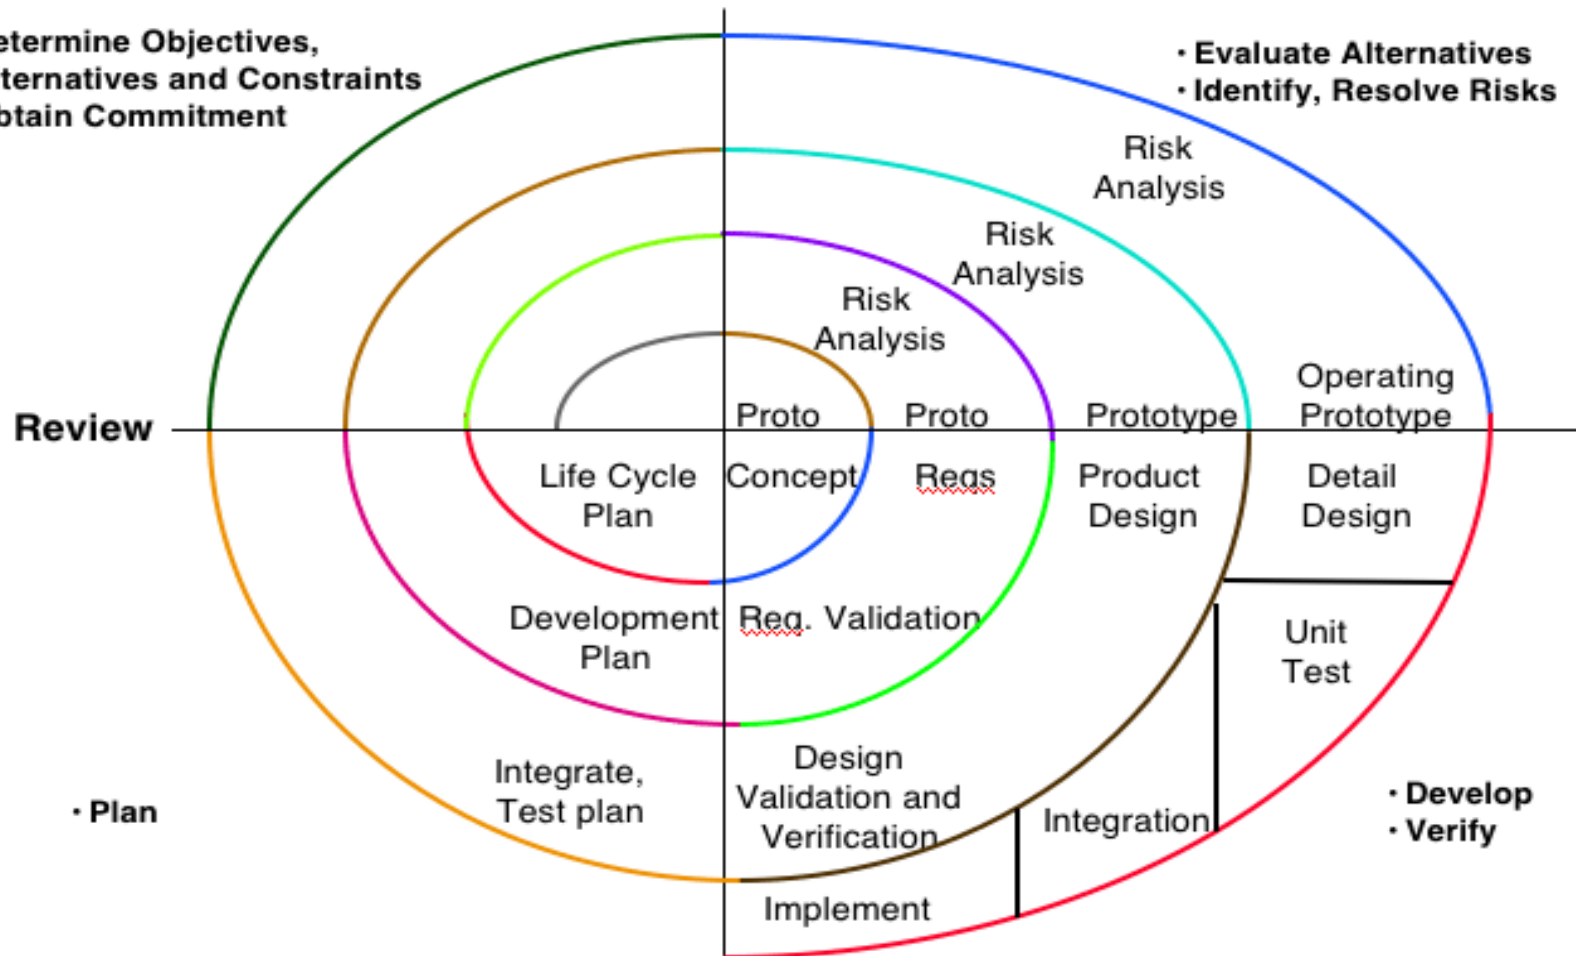 etermine Objectives,
ternatives and Constraints
btain Commitment
· Evaluate Alternatives
· Identify, Resolve Risks
Risk
Analysis
Risk
Analysis
Risk
Analysis
Operating
Prototype
Prototype
Proto
Proto
Review
Life Cycle
Plan
Concept
Reqs
Product
Design
Detail
Design
Development
Plan
Req. Validation
Unit
Test
Integrate,
Test plan
Design
Validation and
Verification
Integration
Implement
· Plan
· Develop
· Verify